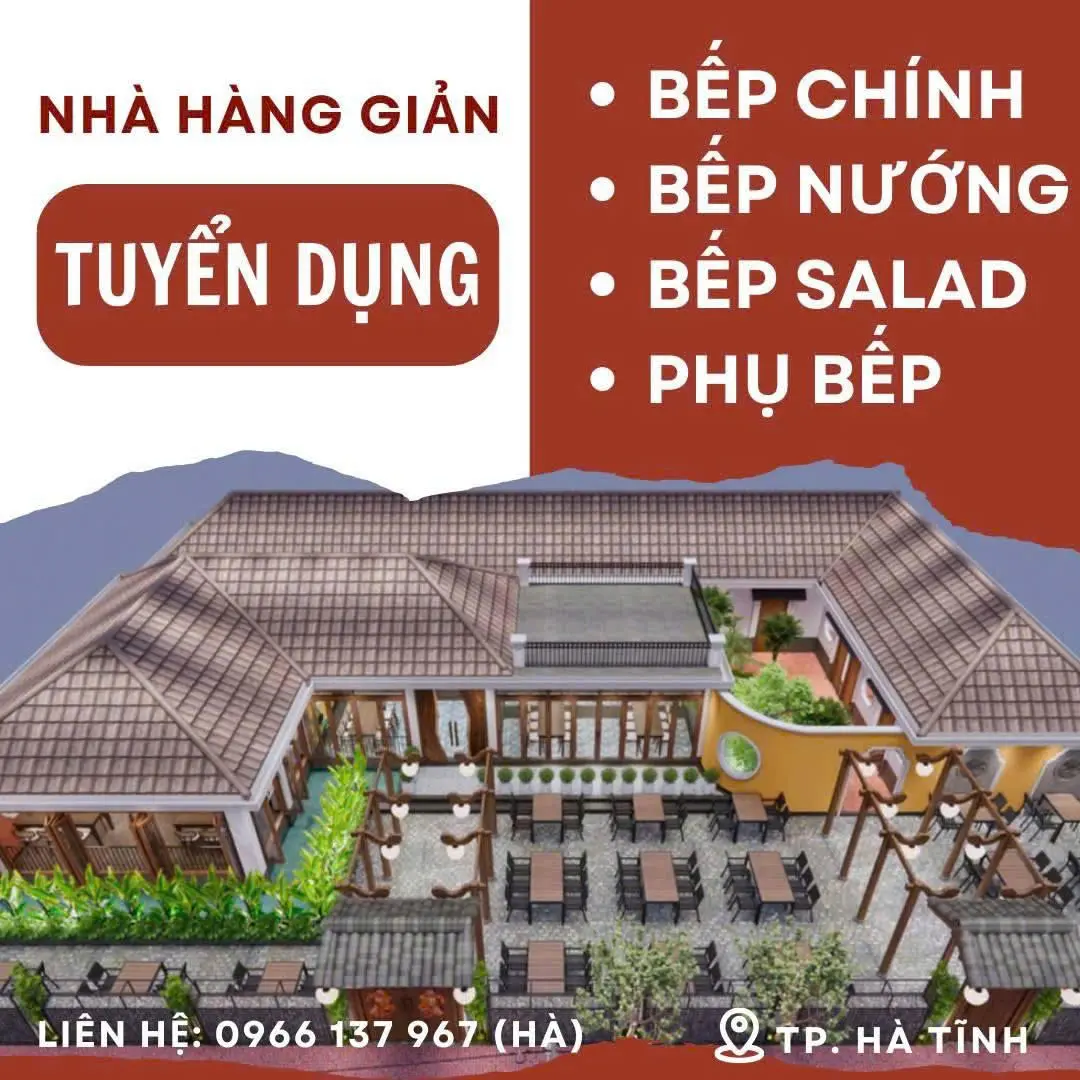 NHÀ HÀNG GIẢN
TUYỂN DỤNG
• BẾP CHÍNH
• BẾP NƯỚNG
• BẾP SALAD
• PHỤ BẾP
LIÊN HỆ: 0966 137 967 (HÀ)
TP. HÀ TĨNH